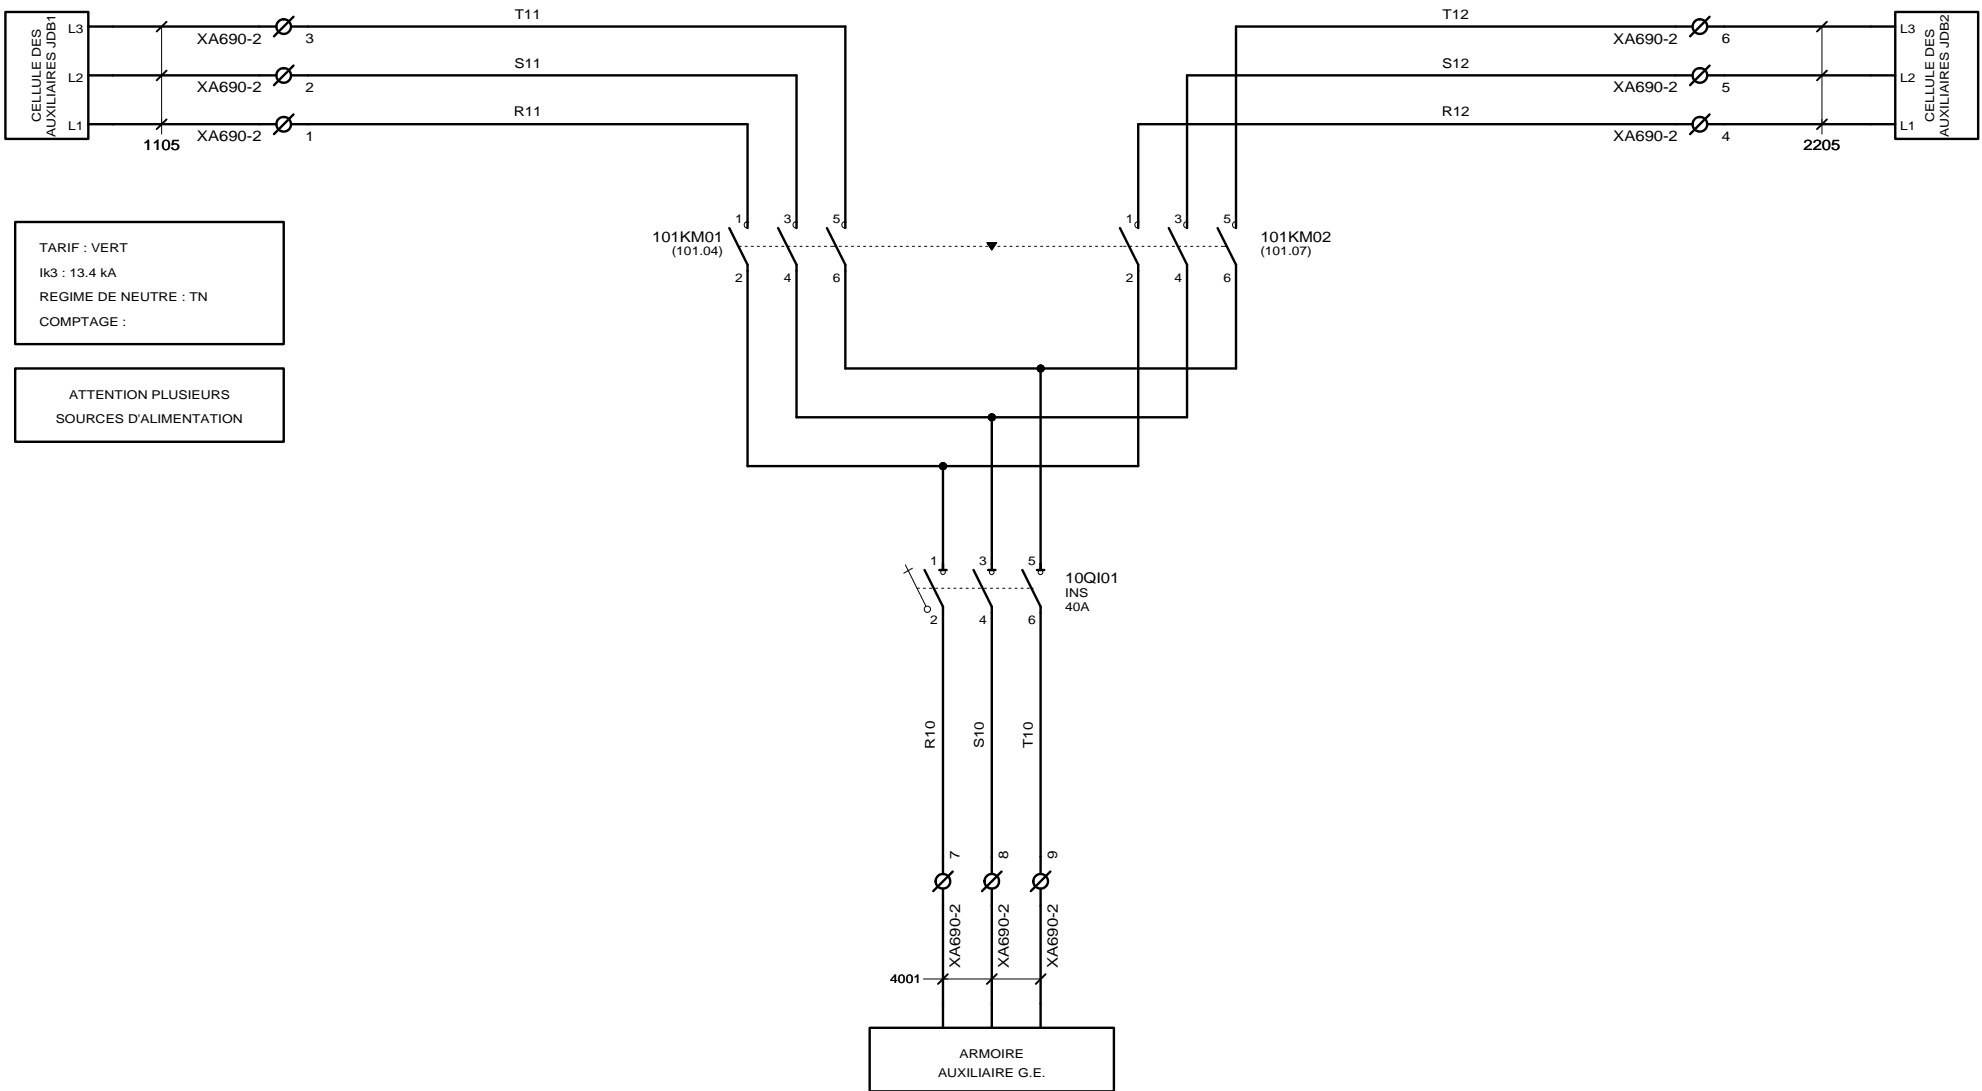 CELLULE DES
AUXILIAIRES JDB1
L3
L2
L1
1105
XA690-2
3
XA690-2
2
XA690-2
1
T11
S11
R11
T12
S12
R12
XA690-2
6
XA690-2
5
XA690-2
4
2205
L3
L2
L1
CELLULE DES
AUXILIAIRES JDB2
TARIF : VERT
Ik3 : 13.4 kA
REGIME DE NEUTRE : TN
COMPTAGE :
ATTENTION PLUSIEURS
SOURCES D'ALIMENTATION
101KM01
(101.04)
1
3
5
2
4
6
1
3
5
2
4
6
101KM02
(101.07)
1
3
5
2
4
6
10QI01
INS
40A
R10
S10
T10
7
8
9
XA690-2
XA690-2
XA690-2
4001
ARMOIRE
AUXILIAIRE G.E.